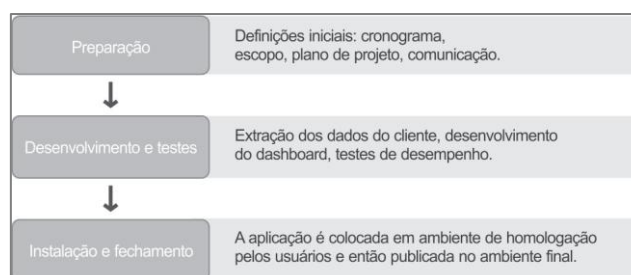 Preparação
Definições iniciais: cronograma,
escopo, plano de projeto, comunicação.
Desenvolvimento e testes
Extração dos dados do cliente, desenvolvimento
do dashboard, testes de desempenho.
Instalação e fechamento
A aplicação é colocada em ambiente de homologação
pelos usuários e então publicada no ambiente final.